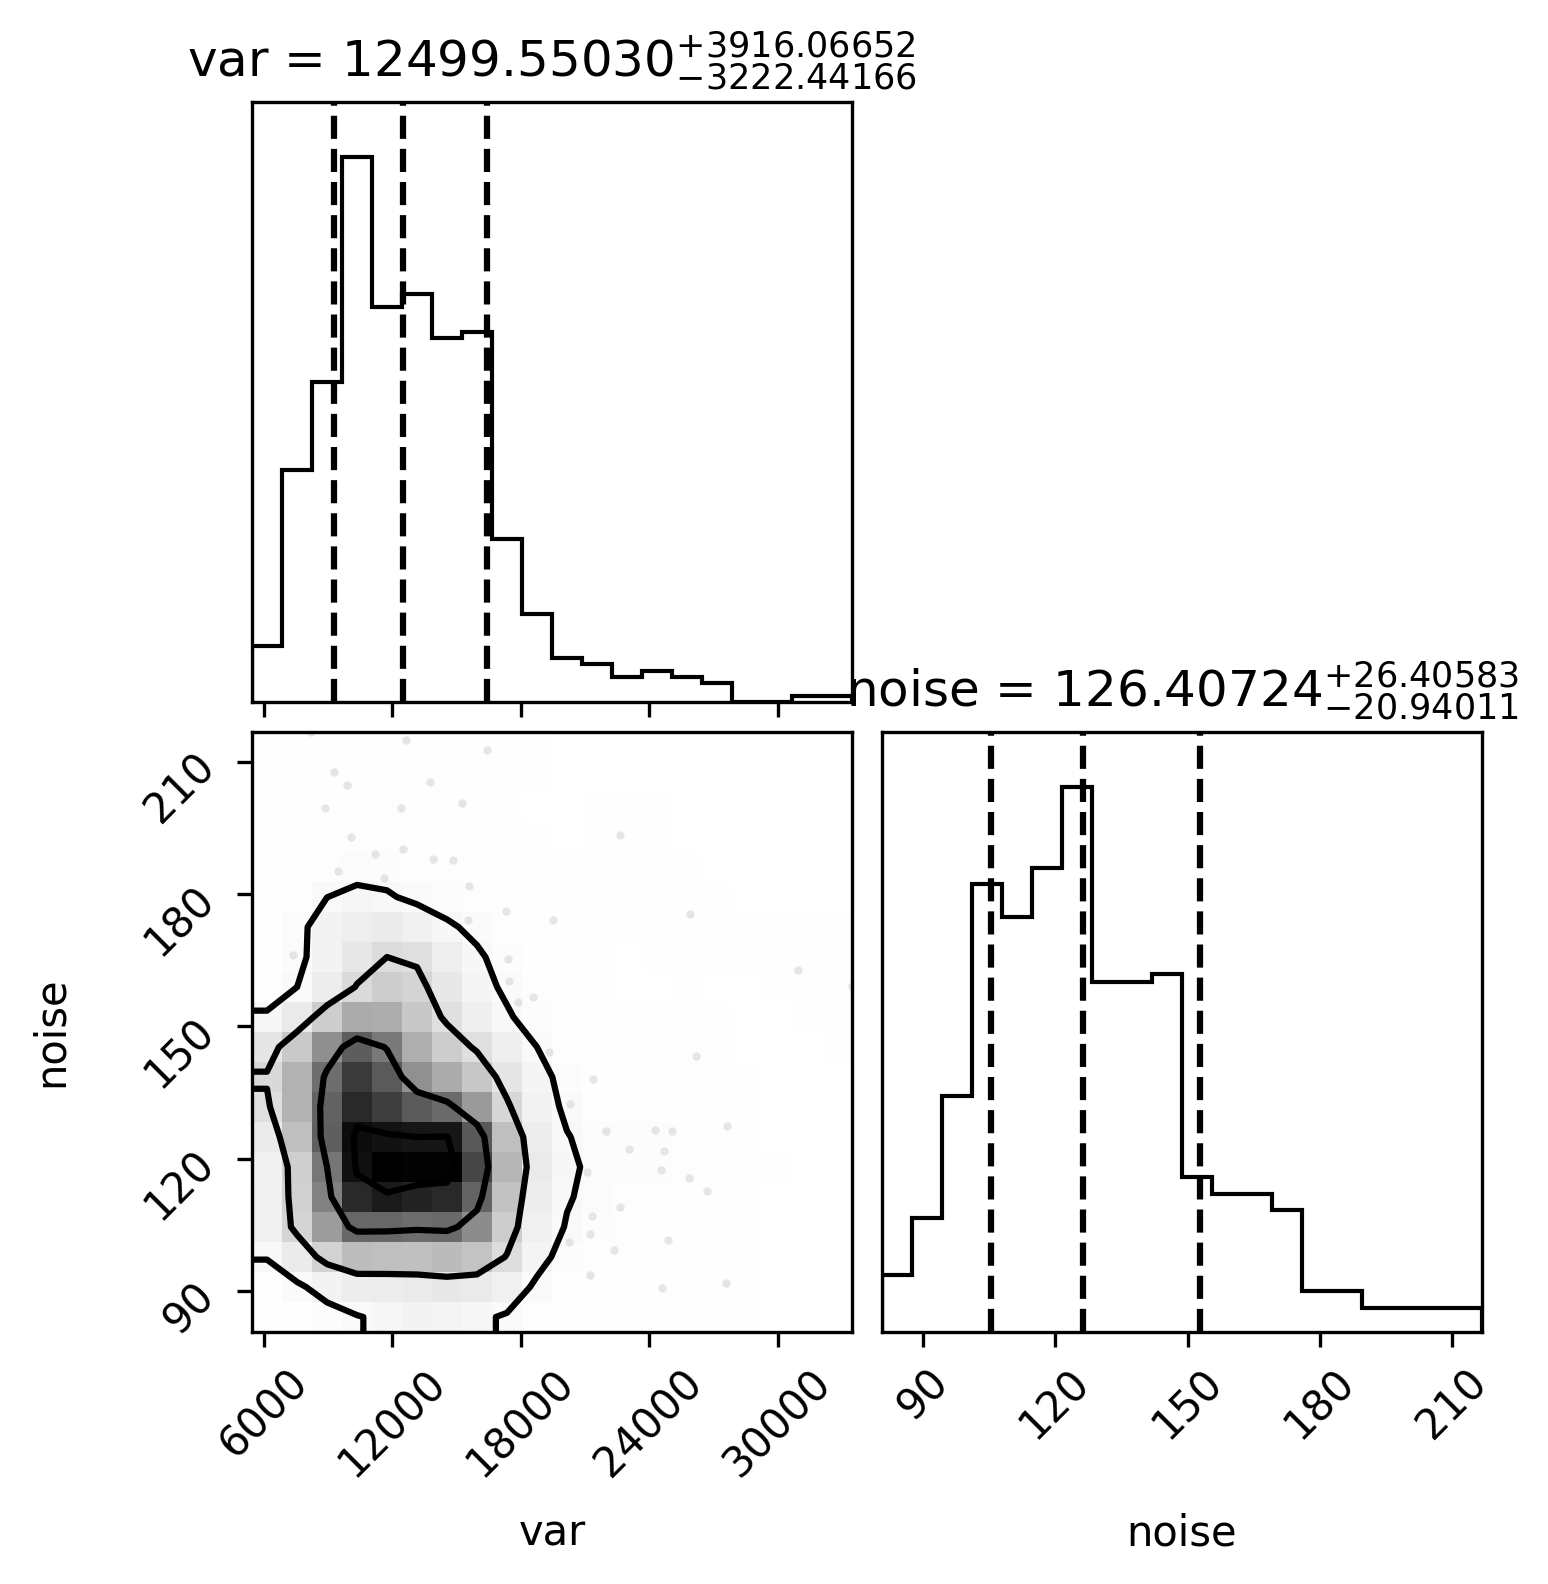 var = 12499.55030+3916.06652
−3222.44166
noise = 126.40724+26.40583
−20.94011
noise
210
180
150
120
90
6000 12000 18000 24000 30000
90 120 150 180 210
var
noise